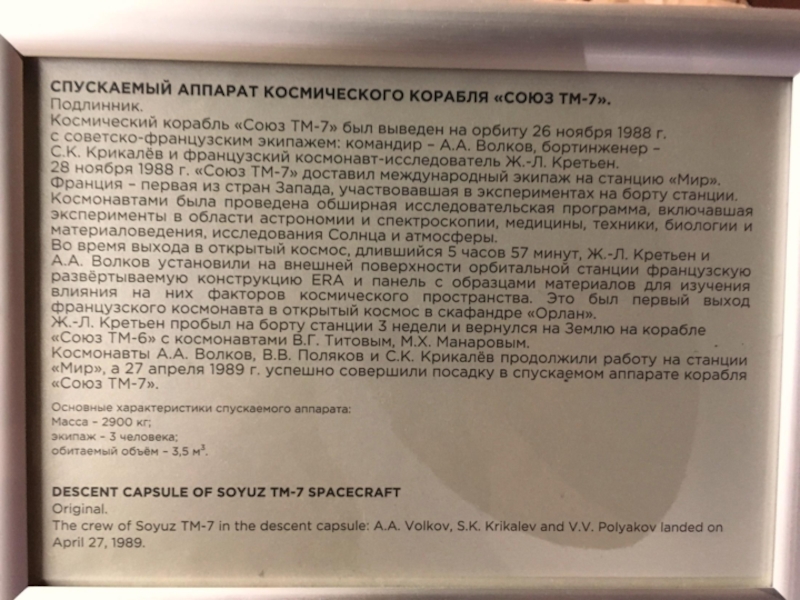 СПУСКАЕМЫЙ АППАРАТ КОСМИЧЕСКОГО КОРАБЛЯ «СОЮЗ ТМ-7».
Подлинник.
Космический корабль «Союз ТМ-7» был выведен на орбиту 26 ноября 1988 г.
с советско-французским экипажем: командир – А.А. Волков, бортинженер –
С.К. Крикалёв и французский космонавт-исследователь Ж.-Л. Кретьен.
28 ноября 1988 г. «Союз ТМ-7» доставил международный экипаж на станцию «Мир».
Франция – первая из стран Запада, участвовавшая в экспериментах на борту станции.
Космонавтами была проведена обширная исследовательская программа, включавшая
эксперименты в области астрономии и спектроскопии, медицины, техники, биологии и
материаловедения, исследования Солнца и атмосферы.
Во время выхода в открытый космос, длившийся 5 часов 57 минут, Ж.-Л. Кретьен и
А.А. Волков установили на внешней поверхности орбитальной станции французскую
развёртываемую конструкцию ERA и панель с образцами материалов для изучения
влияния на них факторов космического пространства. Это был первый выход
французского космонавта в открытый космос в скафандре «Орлан».
Ж.-Л. Кретьен пробыл на борту станции 3 недели и вернулся на Землю на корабле
«Союз ТМ-6» с космонавтами В.Г. Титовым, М.Х. Манаровым.
Космонавты А.А. Волков, В.В. Поляков и С.К. Крикалёв продолжили работу на станции
«Мир», а 27 апреля 1989 г. успешно совершили посадку в спускаемом аппарате корабля
«Союз ТМ-7».
Основные характеристики спускаемого аппарата:
Масса – 2900 кг;
экипаж – 3 человека;
обитаемый объём – 3,5 м³.
DESCENT CAPSULE OF SOYUZ TM-7 SPACECRAFT
Original.
The crew of Soyuz TM-7 in the descent capsule: A.A. Volkov, S.K. Krikalev and V.V. Polyakov landed on
April 27, 1989.